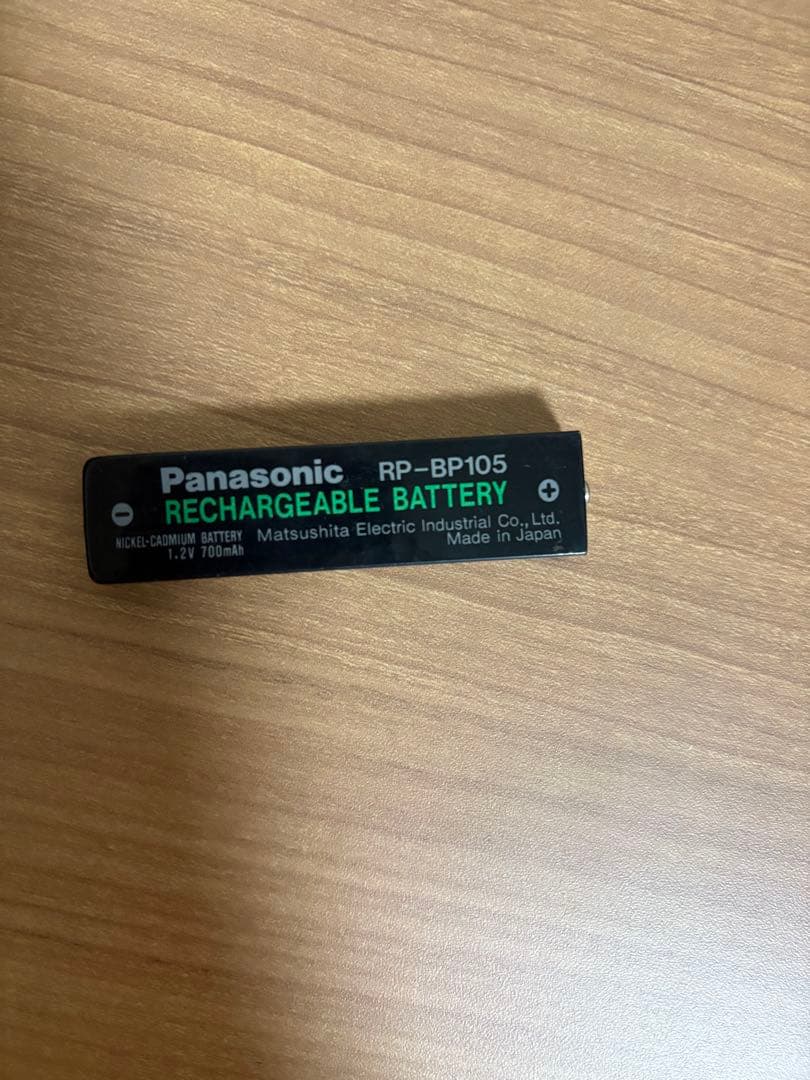 Panasonic RP-BP105
RECHARGEABLE BATTERY
NICKEL-CADMIUM BATTERY Matsushita Electric Industrial Co., Ltd.
1.2V 700mAh Made in Japan